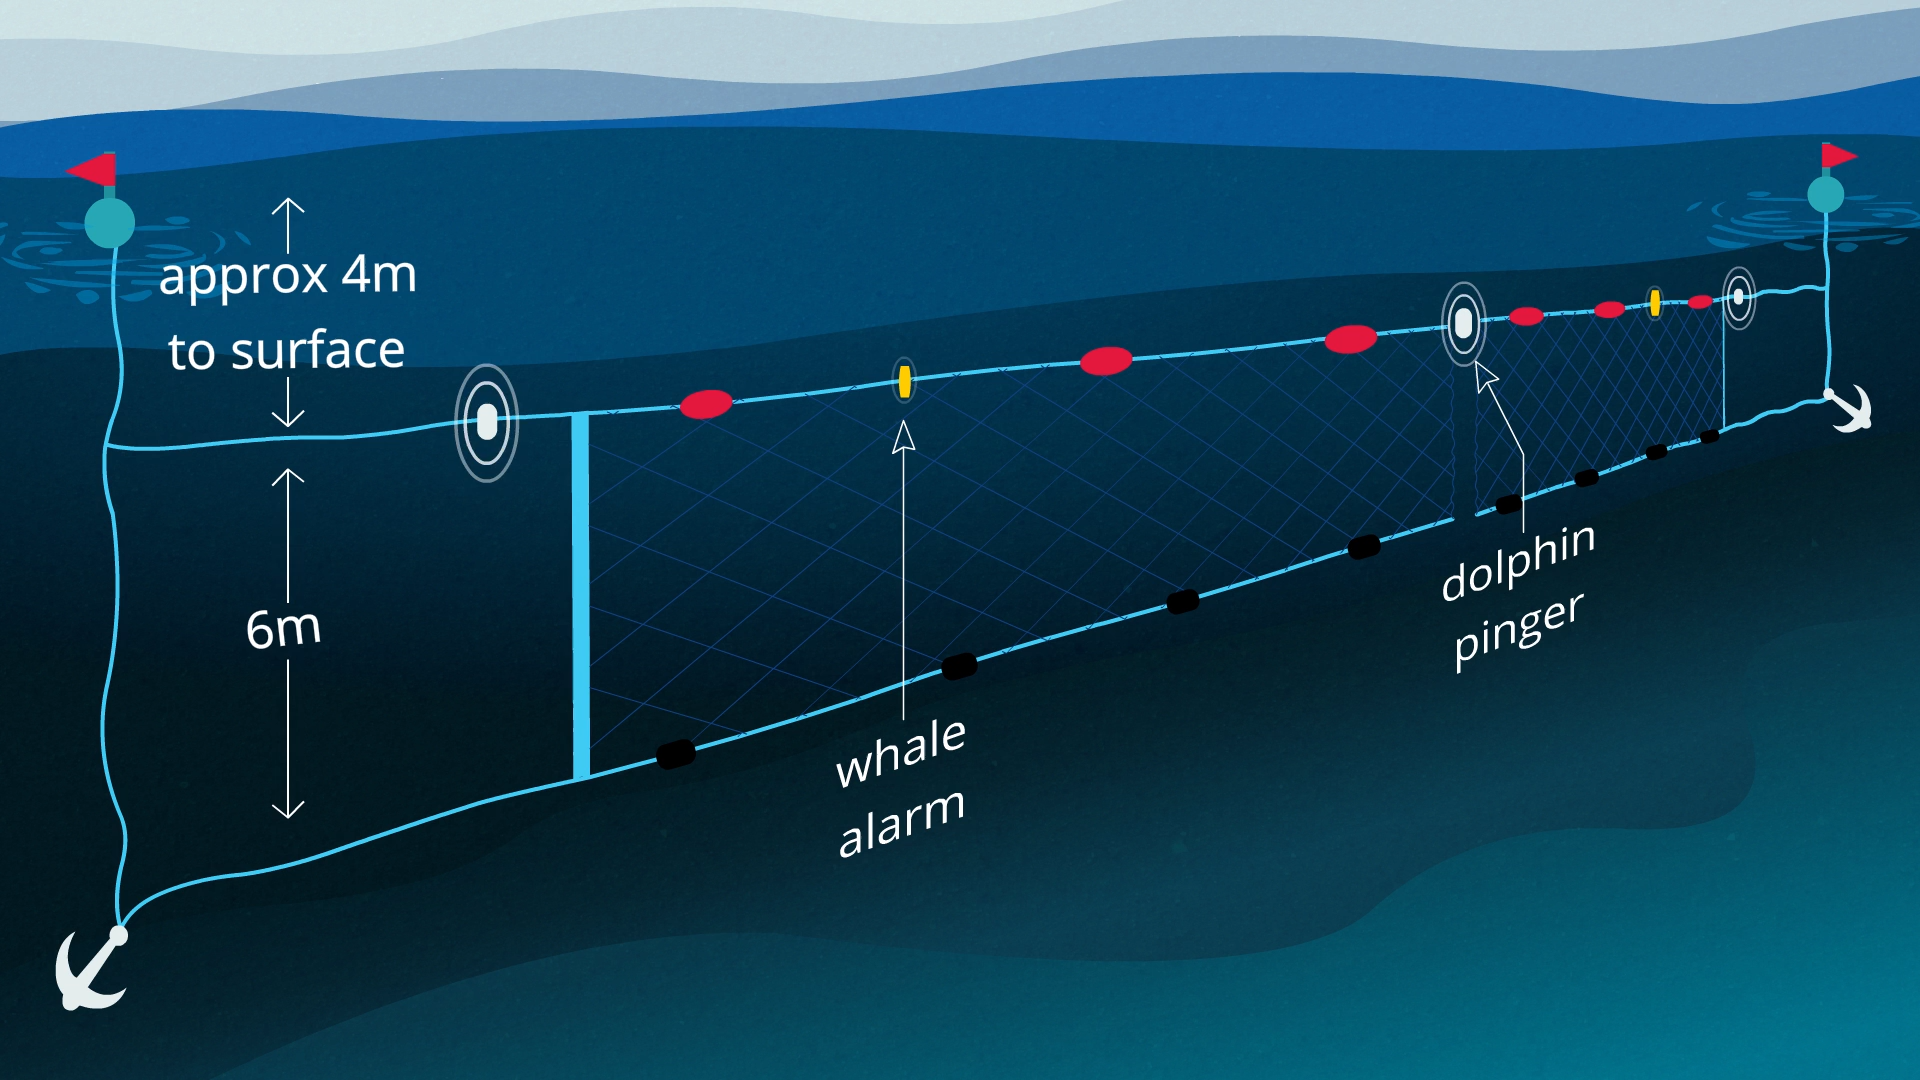 approx 4m
to surface
6m
whale
alarm
dolphin
pinger